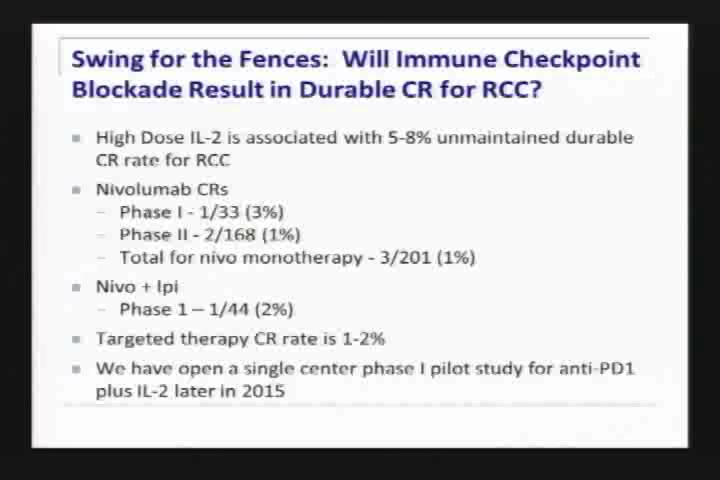 Swing for the Fences: Will Immune Checkpoint
Blockade Result in Durable CR for RCC?
High Dose IL-2 is associated with 5-8% unmaintained durable
CR rate for RCC
Nivolumab CRs
– Phase I - 1/33 (3%)
– Phase II - 2/168 (1%)
– Total for nivo monotherapy - 3/201 (1%)
Nivo + Ipi
– Phase 1 – 1/44 (2%)
Targeted therapy CR rate is 1-2%
We have open a single center phase I pilot study for anti-PD1
plus IL-2 later in 2015